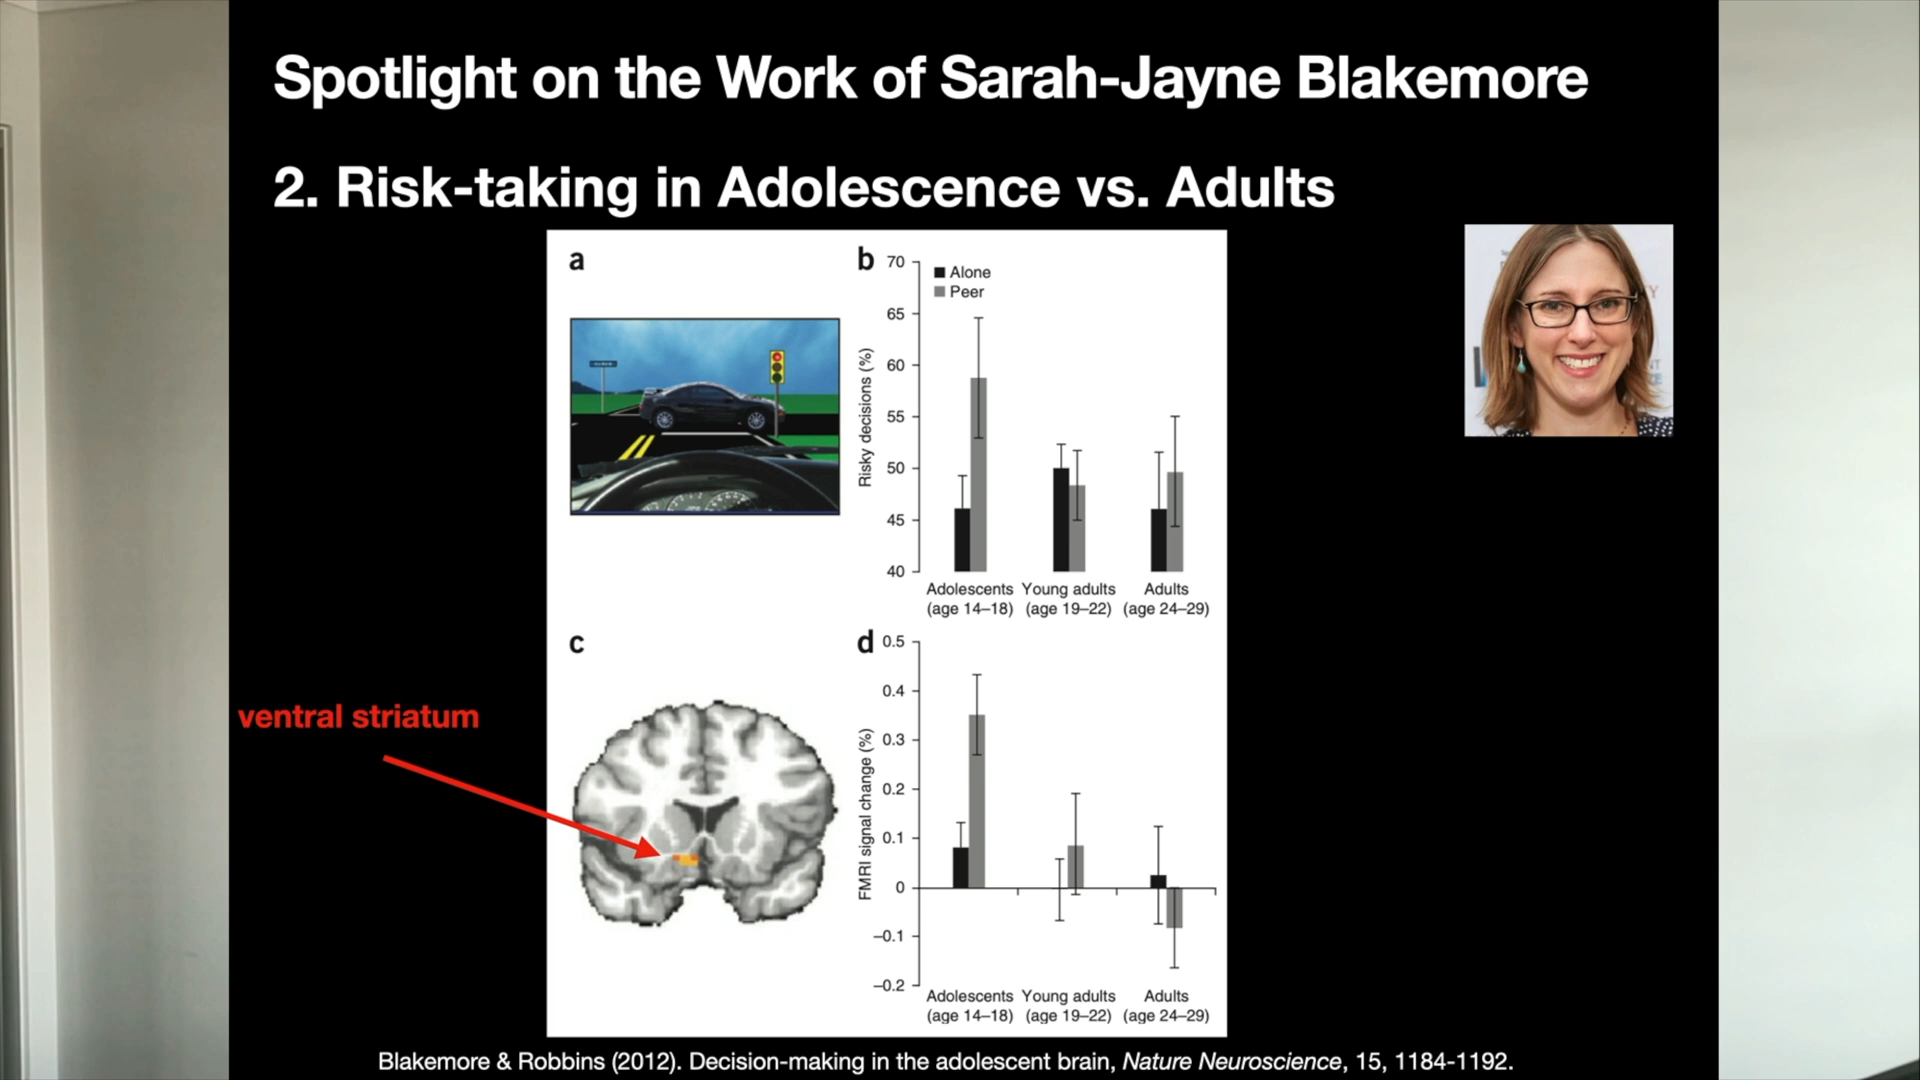 Spotlight on the Work of Sarah-Jayne Blakemore
2. Risk-taking in Adolescence vs. Adults
a
b
70
65
60
55
50
45
40
Risky decisions (%)
Alone
Peer
Adolescents Young adults Adults
(age 14–18) (age 19–22) (age 24–29)
ventral striatum
c
d
0.5
0.4
0.3
0.2
0.1
0
–0.1
–0.2
FMRI signal change (%)
Adolescents Young adults Adults
(age 14–18) (age 19–22) (age 24–29)
Blakemore & Robbins (2012). Decision-making in the adolescent brain, Nature Neuroscience, 15, 1184-1192.